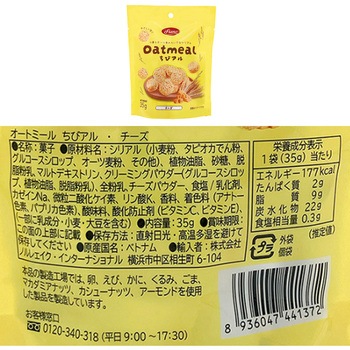 Oatmeal
ちびアル
オートミール ちびアル・チーズ
●名称：菓子 ●原材料名：シリアル（小麦粉、タピオカでん粉、
グルコースシロップ、オーツ麦粉、その他）、植物油脂、砂糖、脱
脂粉乳、マルトデキストリン、クリーミングパウダー（グルコース
シロップ、植物油脂、脱脂粉乳）、全粉乳、チーズパウダー、食塩／乳化剤、
カゼインNa、微粒二酸化ケイ素、リン酸K、香料、着色料（アナトー
色素、パプリカ色素）、酸味料、酸化防止剤（ビタミンC、ビタミンE）、
（一部に乳成分・小麦・大豆を含む） ●内容量：35g ●賞味期限：
この面の上部に記載 ●保存方法：直射日光・高温多湿を避けて
保存してください。 ●原産国名：ベトナム ●輸入者：株式会社
ノルレェイク・インターナショナル 横浜市中区相生町6-104
本品の製造工場では、卵、えび、かに、くるみ、ごま、
マカダミアナッツ、カシューナッツ、アーモンドを使用
した製品を製造しています。
お客様窓口
0120-340-318（平日9:00～17:30）
栄養成分表示
1袋（35g）当たり
エネルギー177kcal
たんぱく質 2g
脂質 9g
炭水化物 22g
食塩相当量 0.3g
（推定値）
プラ
外袋
個袋
8 936047 441372